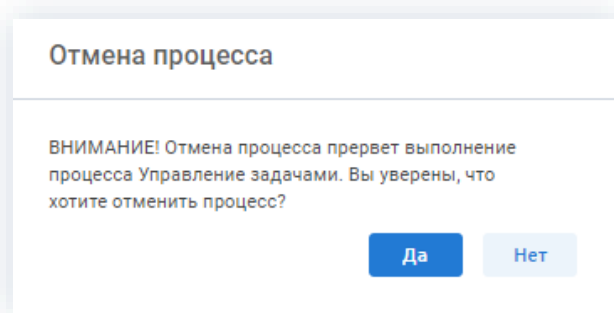 Отмена процесса
ВНИМАНИЕ! Отмена процесса прервет выполнение
процесса Управление задачами. Вы уверены, что
хотите отменить процесс?
Да
Нет